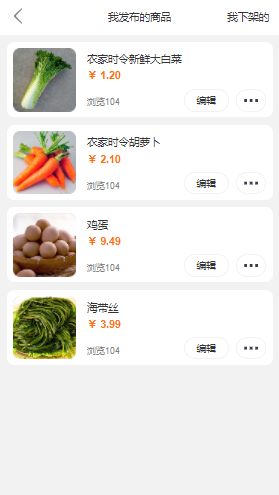 我发布的商品 我下架的
农家时令新鲜大白菜
¥ 1.20
浏览104 编辑
农家时令胡萝卜
¥ 2.10
浏览104 编辑
鸡蛋
¥ 9.49
浏览104 编辑
海带丝
¥ 3.99
浏览104 编辑